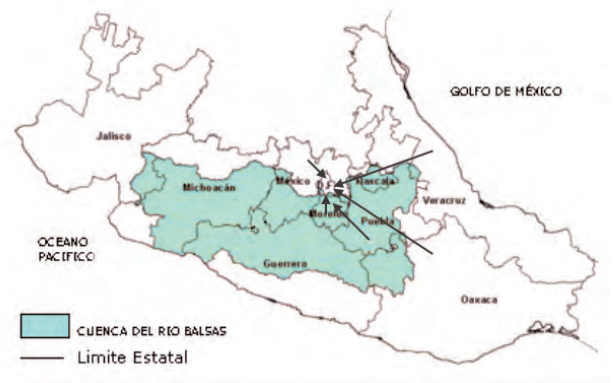 GOLFO DE MÉXICO
Jalisco
México
D.F.
Tlaxcala
Michoacán
Veracruz
Morelos
Puebla
OCEANO
PACIFICO
Guerrero
Oaxaca
CUENCA DEL RIO BALSAS
Limite Estatal